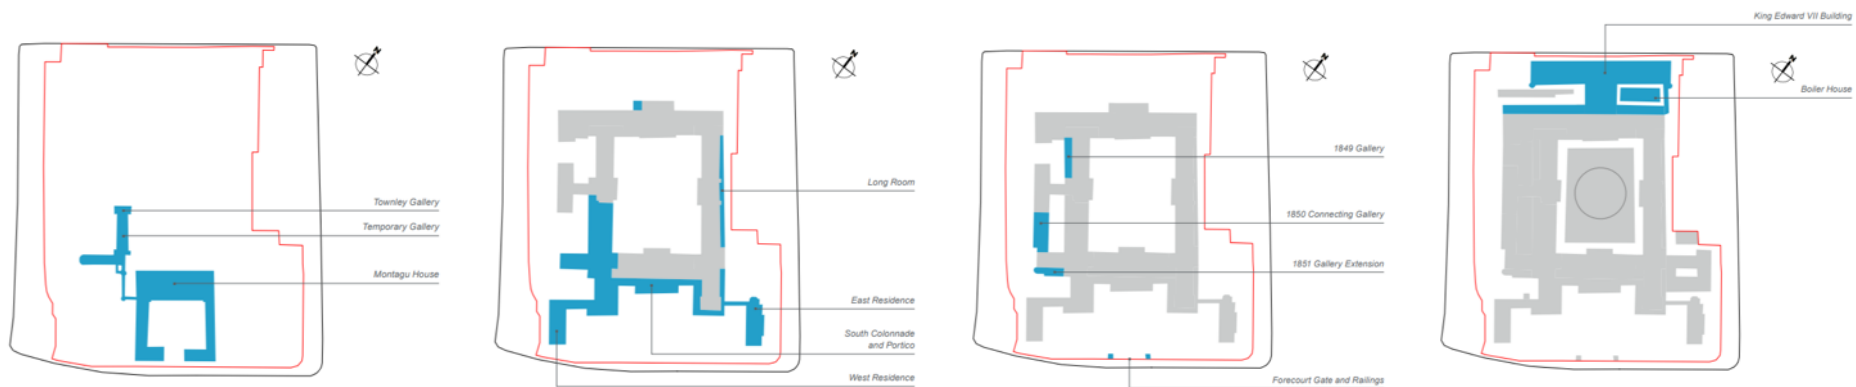 N
Townley Gallery
Temporary Gallery
Montagu House
N
Long Room
East Residence
South Colonnade
and Portico
West Residence
N
1849 Gallery
1850 Connecting Gallery
1851 Gallery Extension
Forecourt Gate and Railings
King Edward VII Building
N
Boiler House